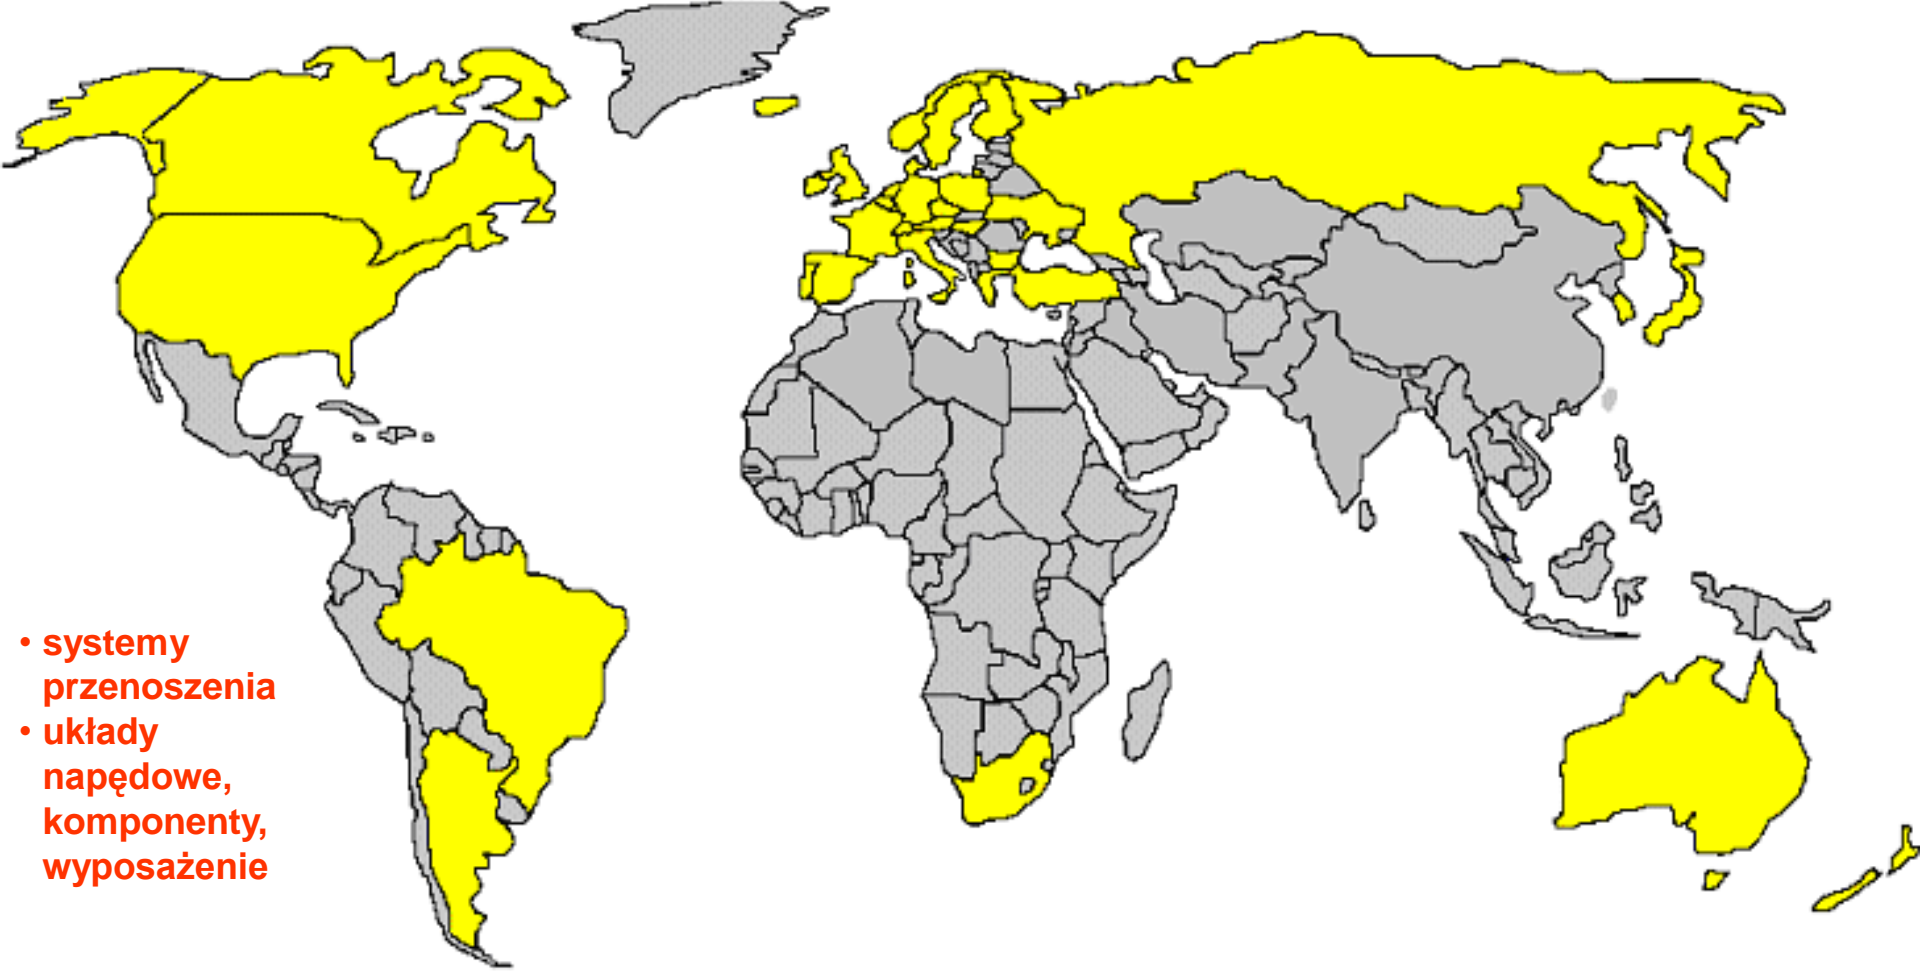 • systemy
przenoszenia
• układy
napędowe,
komponenty,
wyposażenie